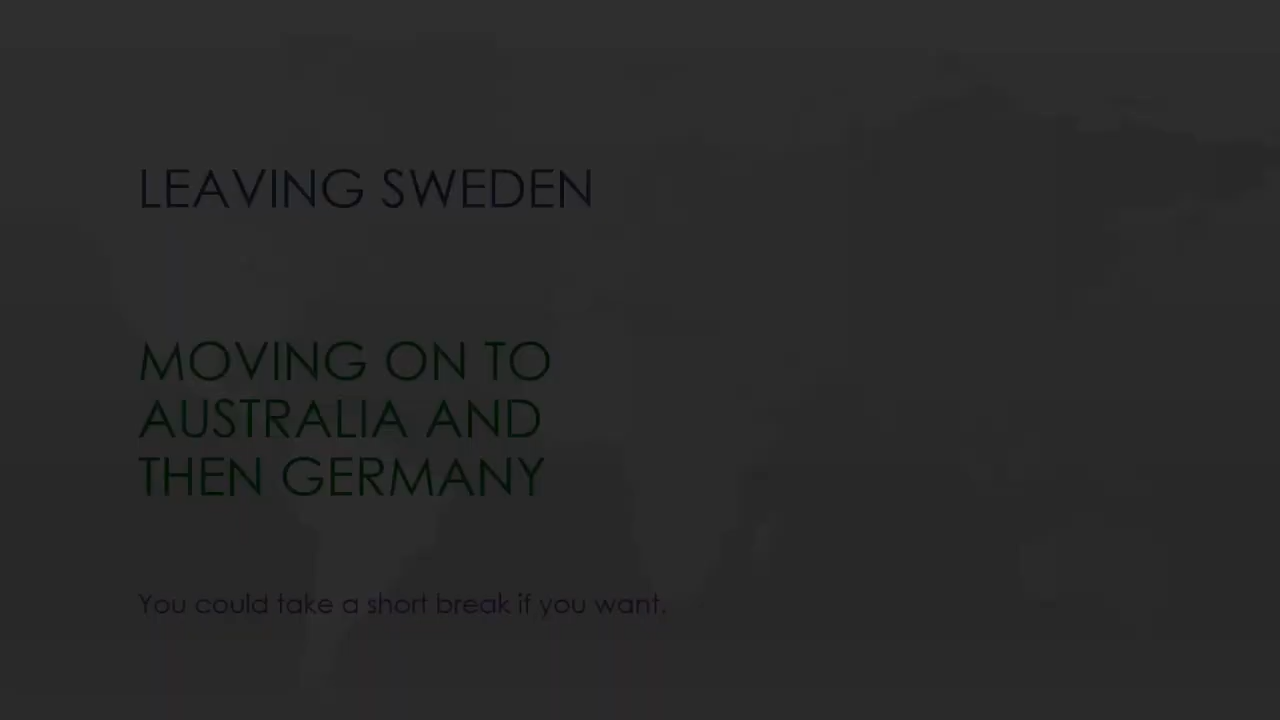 LEAVING SWEDEN
MOVING ON TO
AUSTRALIA AND
THEN GERMANY
You could take a short break if you want.